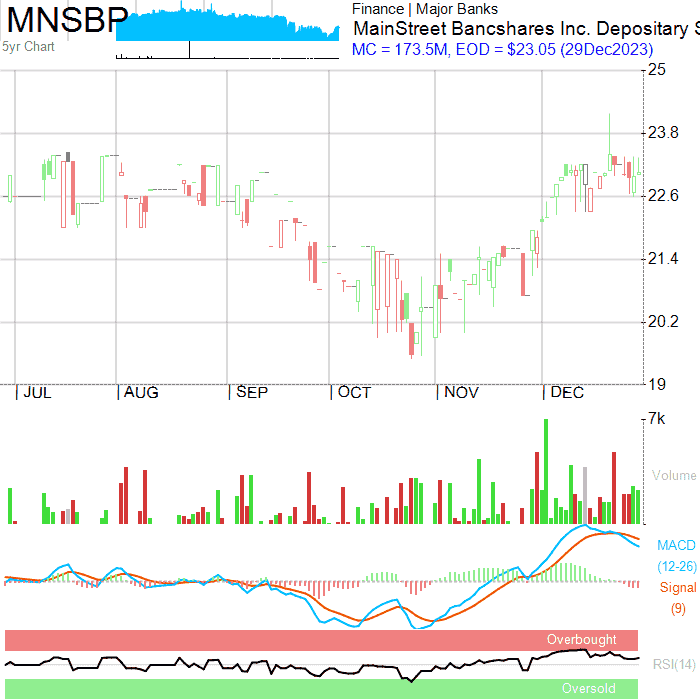 MNSBP
5yr Chart
Finance | Major Banks
MainStreet Bancshares Inc. Depositary S
MC = 173.5M, EOD = $23.05 (29Dec2023)
25
23.8
22.6
21.4
20.2
19
JUL AUG SEP OCT NOV DEC
7k
Volume
MACD
(12-26)
Signal
(9)
Overbought
RSI(14)
Oversold